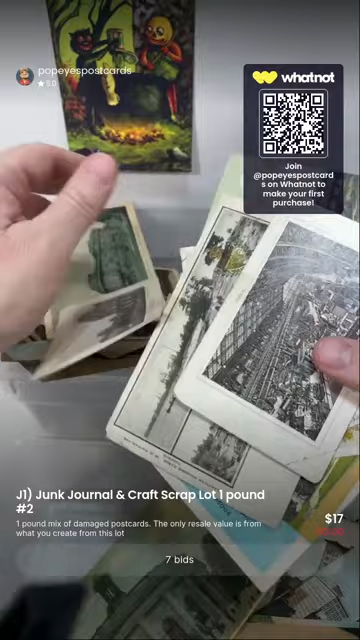 popeyespostcards
★ 5.0
whatnot
Join
@popeyespostcard
s on Whatnot to
make your first
purchase!
J1) Junk Journal & Craft Scrap Lot 1 pound
#2
1 pound mix of damaged postcards. The only resale value is from
what you create from this lot
$17
7 bids